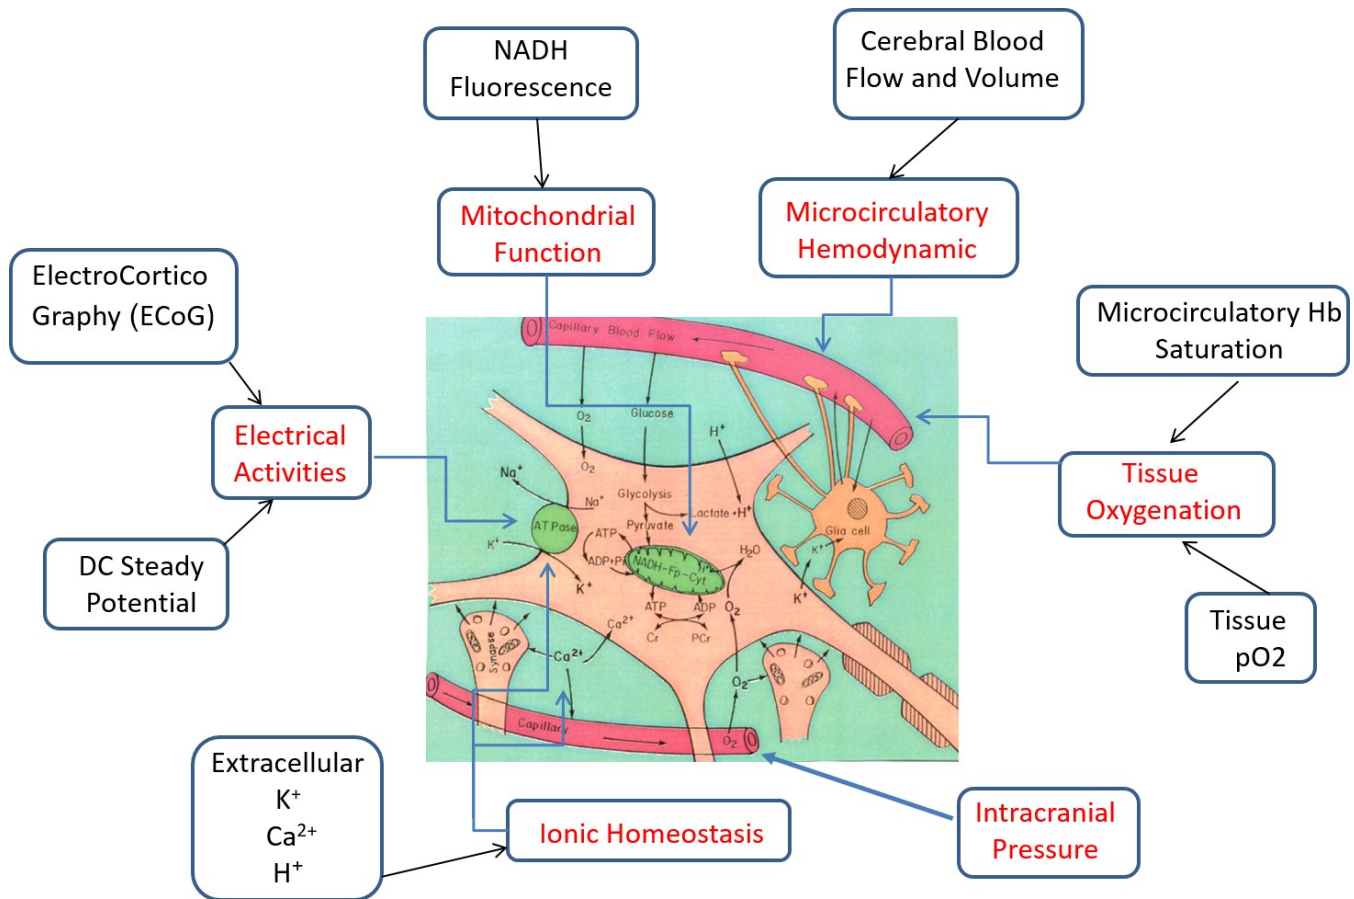 NADH
Fluorescence
Cerebral Blood
Flow and Volume
Mitochondrial
Function
Microcirculatory
Hemodynamic
ElectroCortico
Graphy (ECoG)
Microcirculatory Hb
Saturation
Electrical
Activities
Tissue
Oxygenation
DC Steady
Potential
Tissue
pO2
Extracellular
K⁺
Ca²⁺
H⁺
Ionic Homeostasis
Intracranial
Pressure
Capillary Blood Flow
O₂
Glucose
H⁺
O₂
Na⁺
Na⁺
Glycolysis
Lactate + H⁺
Pyruvate
ATPase
ATP
K⁺
ADP+Pi
NADH-Fp-Cyt
H⁺
H₂O
Glia cell
K⁺
K⁺
K⁺
ATP
ADP
O₂
Cr
PCr
Ca²⁺
Synapse
Ca²⁺
O₂
Capillary
O₂